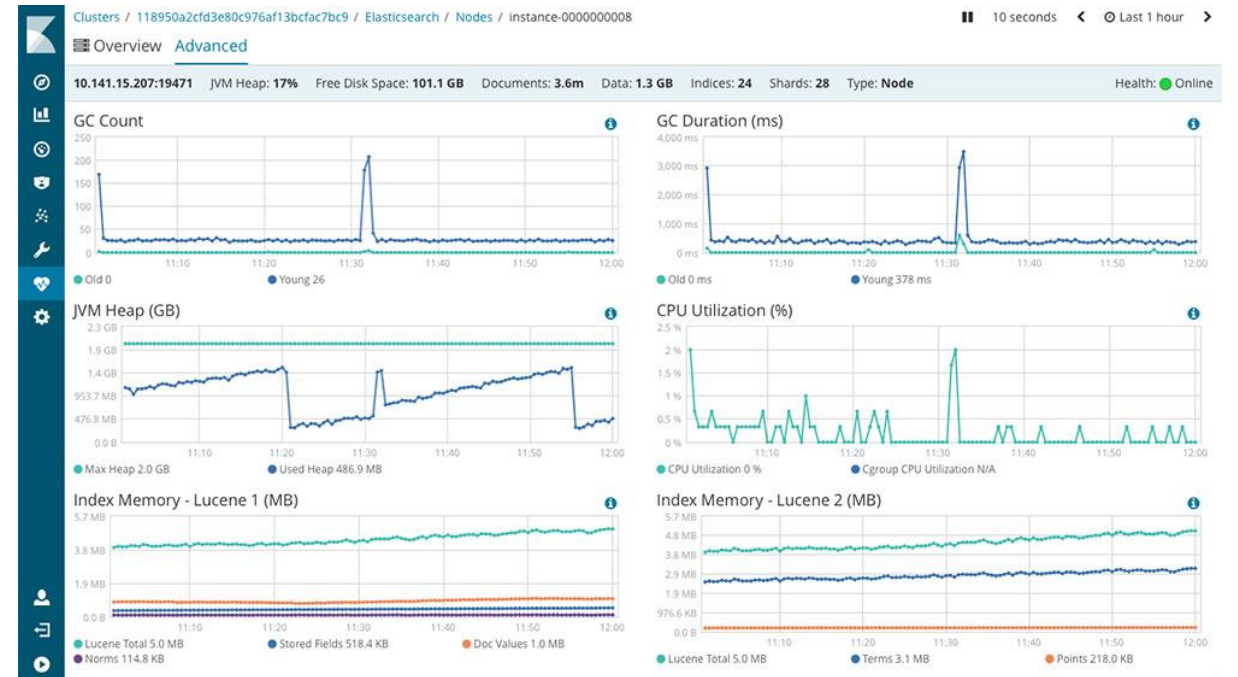 Clusters / 118950a2cfd3e80c976af13bcfac7bc9 / Elasticsearch / Nodes / instance-0000000008
10 seconds Last 1 hour
Overview Advanced
10.141.15.207:19471 JVM Heap: 17% Free Disk Space: 101.1 GB Documents: 3.6m Data: 1.3 GB Indices: 24 Shards: 28 Type: Node Health: Online
GC Count
250
200
150
100
50
0
11:10 11:20 11:30 11:40 11:50 12:00
Old 0 Young 26
GC Duration (ms)
4,000 ms
3,000 ms
2,000 ms
1,000 ms
0 ms
11:10 11:20 11:30 11:40 11:50 12:00
Old 0 ms Young 378 ms
JVM Heap (GB)
2.3 GB
1.9 GB
1.4 GB
953.7 MB
476.8 MB
0.0 B
11:10 11:20 11:30 11:40 11:50 12:00
Max Heap 2.0 GB Used Heap 486.9 MB
CPU Utilization (%)
2.5 %
2 %
1.5 %
1 %
0.5 %
0 %
11:10 11:20 11:30 11:40 11:50 12:00
CPU Utilization 0 % Cgroup CPU Utilization N/A
Index Memory - Lucene 1 (MB)
5.7 MB
3.8 MB
1.9 MB
0.0 B
11:10 11:20 11:30 11:40 11:50 12:00
Lucene Total 5.0 MB Stored Fields 518.4 KB Doc Values 1.0 MB
Norms 114.8 KB
Index Memory - Lucene 2 (MB)
5.7 MB
4.8 MB
3.8 MB
2.9 MB
1.9 MB
976.6 KB
0.0 B
11:10 11:20 11:30 11:40 11:50 12:00
Lucene Total 5.0 MB Terms 3.1 MB Points 218.0 KB